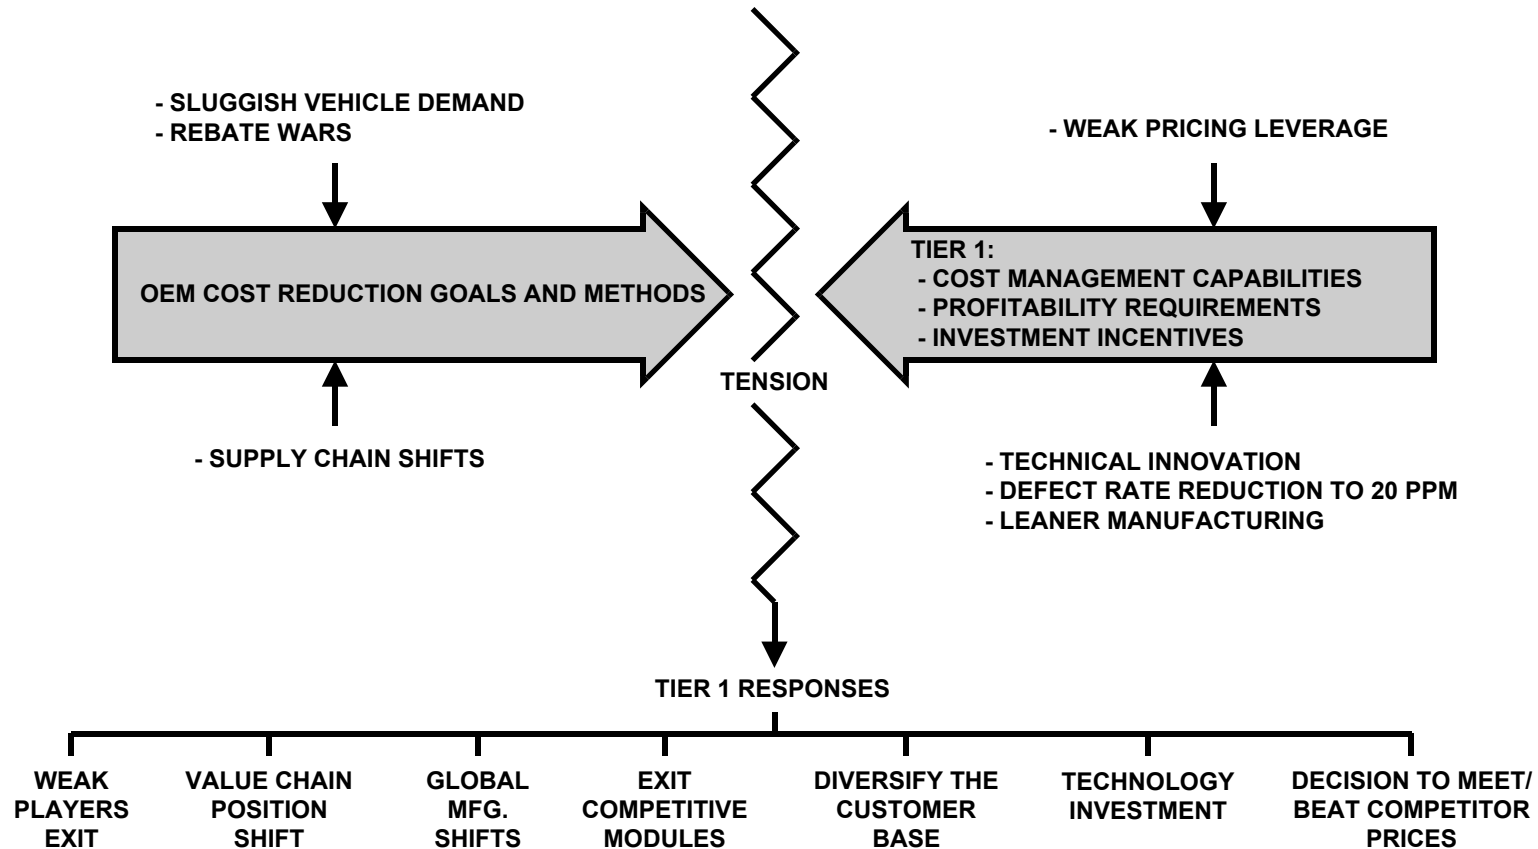 - SLUGGISH VEHICLE DEMAND
- REBATE WARS
- WEAK PRICING LEVERAGE
OEM COST REDUCTION GOALS AND METHODS
TIER 1:
- COST MANAGEMENT CAPABILITIES
- PROFITABILITY REQUIREMENTS
- INVESTMENT INCENTIVES
TENSION
- SUPPLY CHAIN SHIFTS
- TECHNICAL INNOVATION
- DEFECT RATE REDUCTION TO 20 PPM
- LEANER MANUFACTURING
TIER 1 RESPONSES
WEAK
PLAYERS
EXIT
VALUE CHAIN
POSITION
SHIFT
GLOBAL
MFG.
SHIFTS
EXIT
COMPETITIVE
MODULES
DIVERSIFY THE
CUSTOMER
BASE
TECHNOLOGY
INVESTMENT
DECISION TO MEET/
BEAT COMPETITOR
PRICES